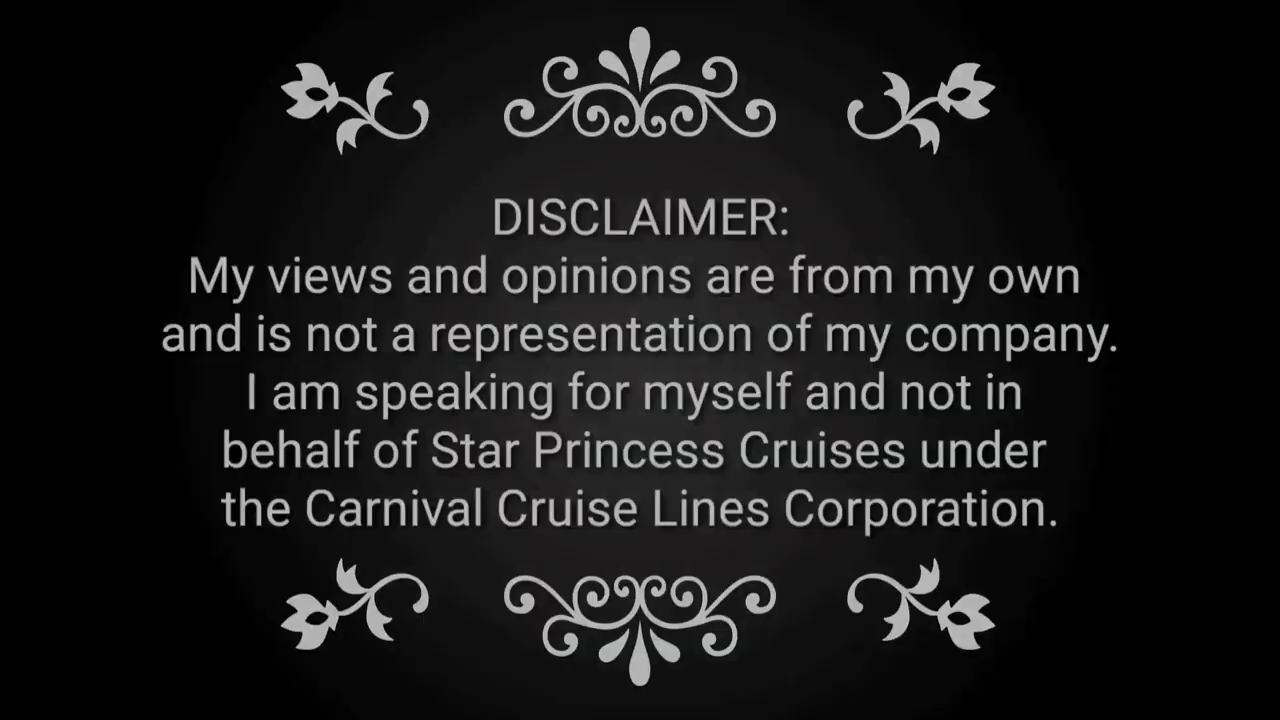 DISCLAIMER:
My views and opinions are from my own
and is not a representation of my company.
I am speaking for myself and not in
behalf of Star Princess Cruises under
the Carnival Cruise Lines Corporation.